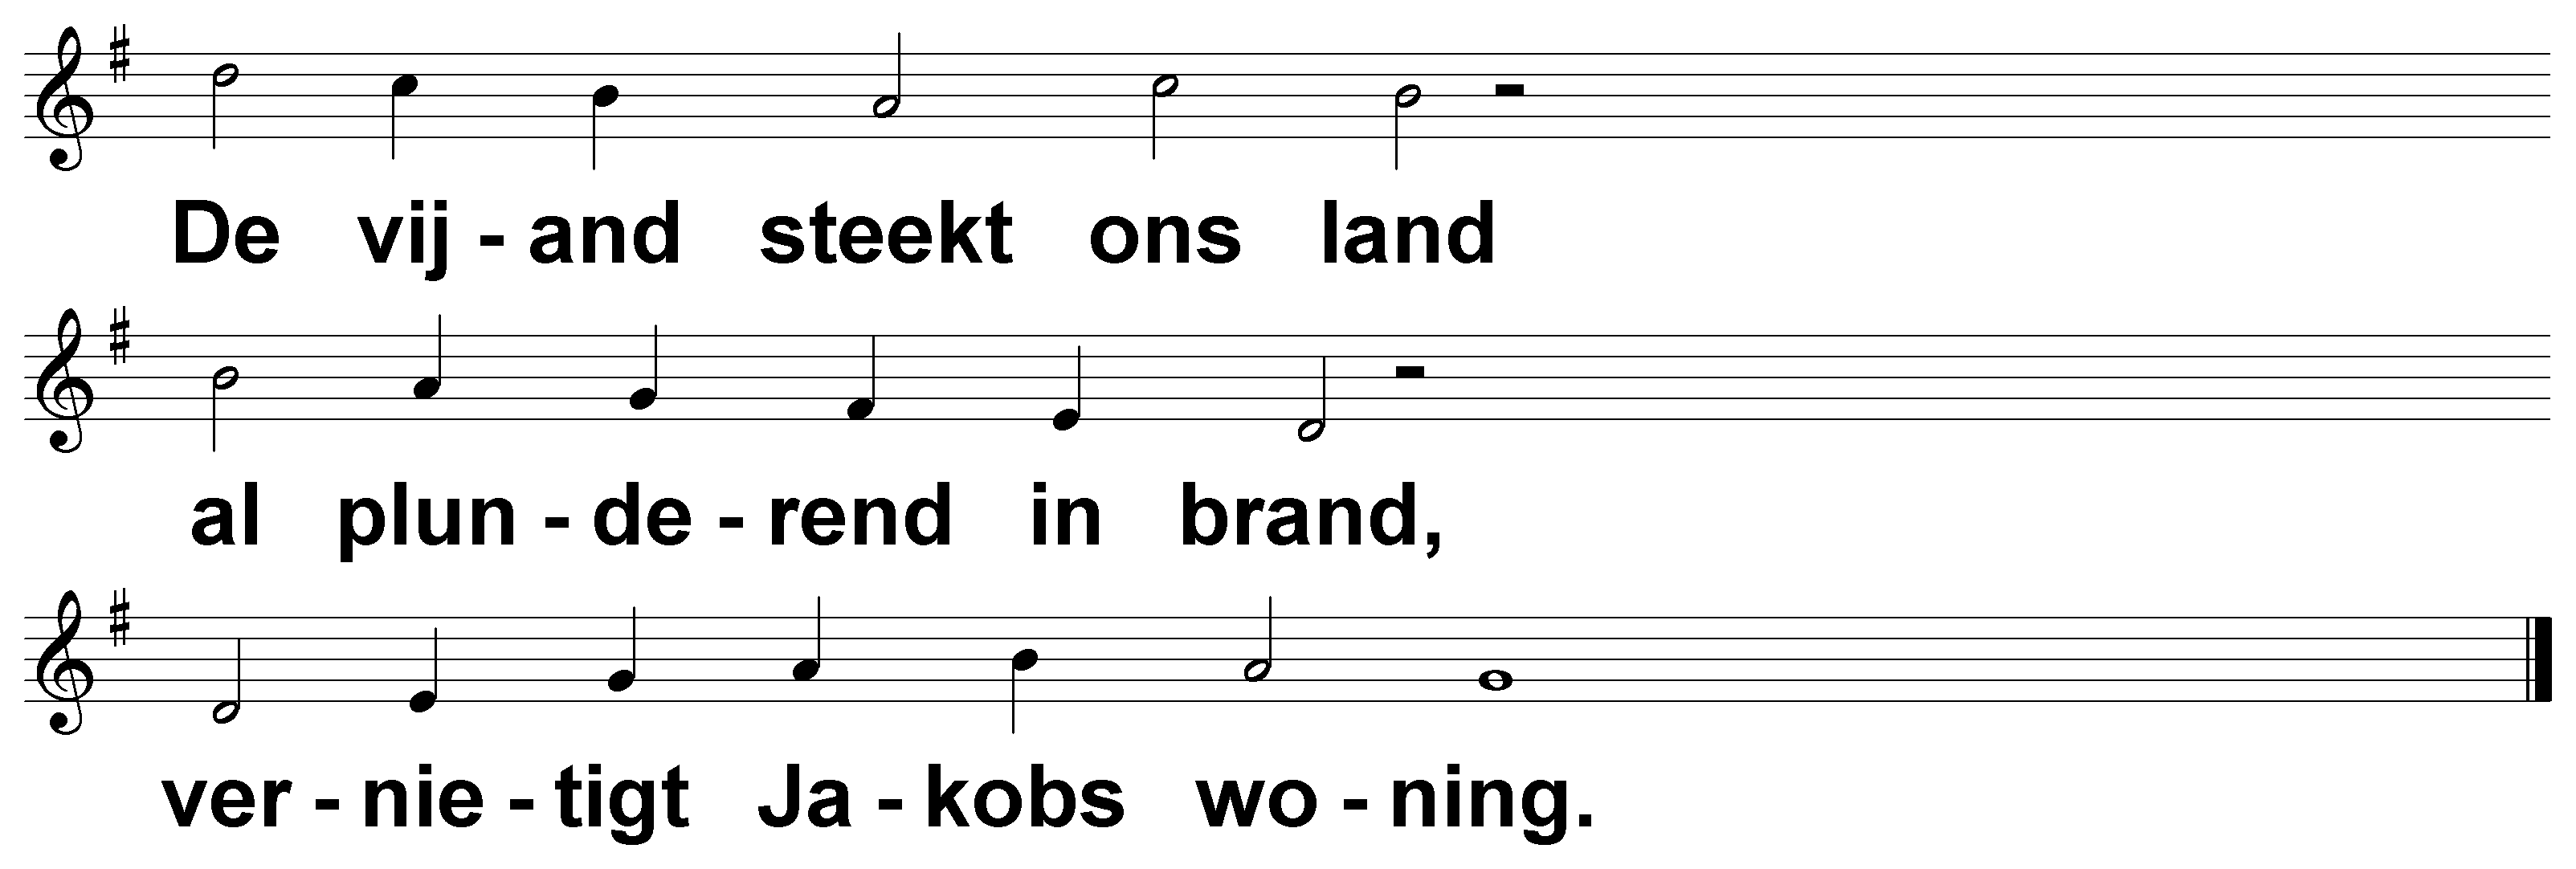 De vij - and steekt ons land
al plun - de - rend in brand,
ver - nie - tigt Ja - kobs wo - ning.